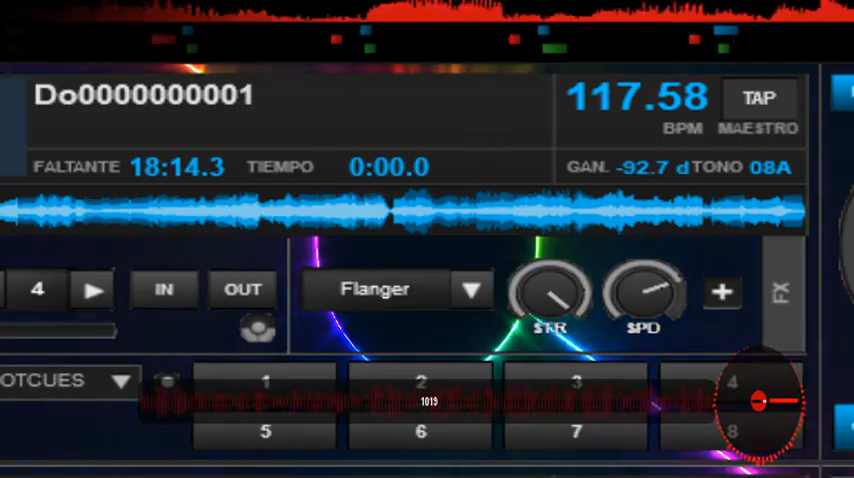 Do0000000001
117.58
TAP
BPM
MAESTRO
FALTANTE 18:14.3 TIEMPO 0:00.0
GAN. -92.7 d TONO 08A
4
IN
OUT
Flanger
STR
SPD
+
FX
OTCUES
1
2
3
4
1019
5
6
7
8